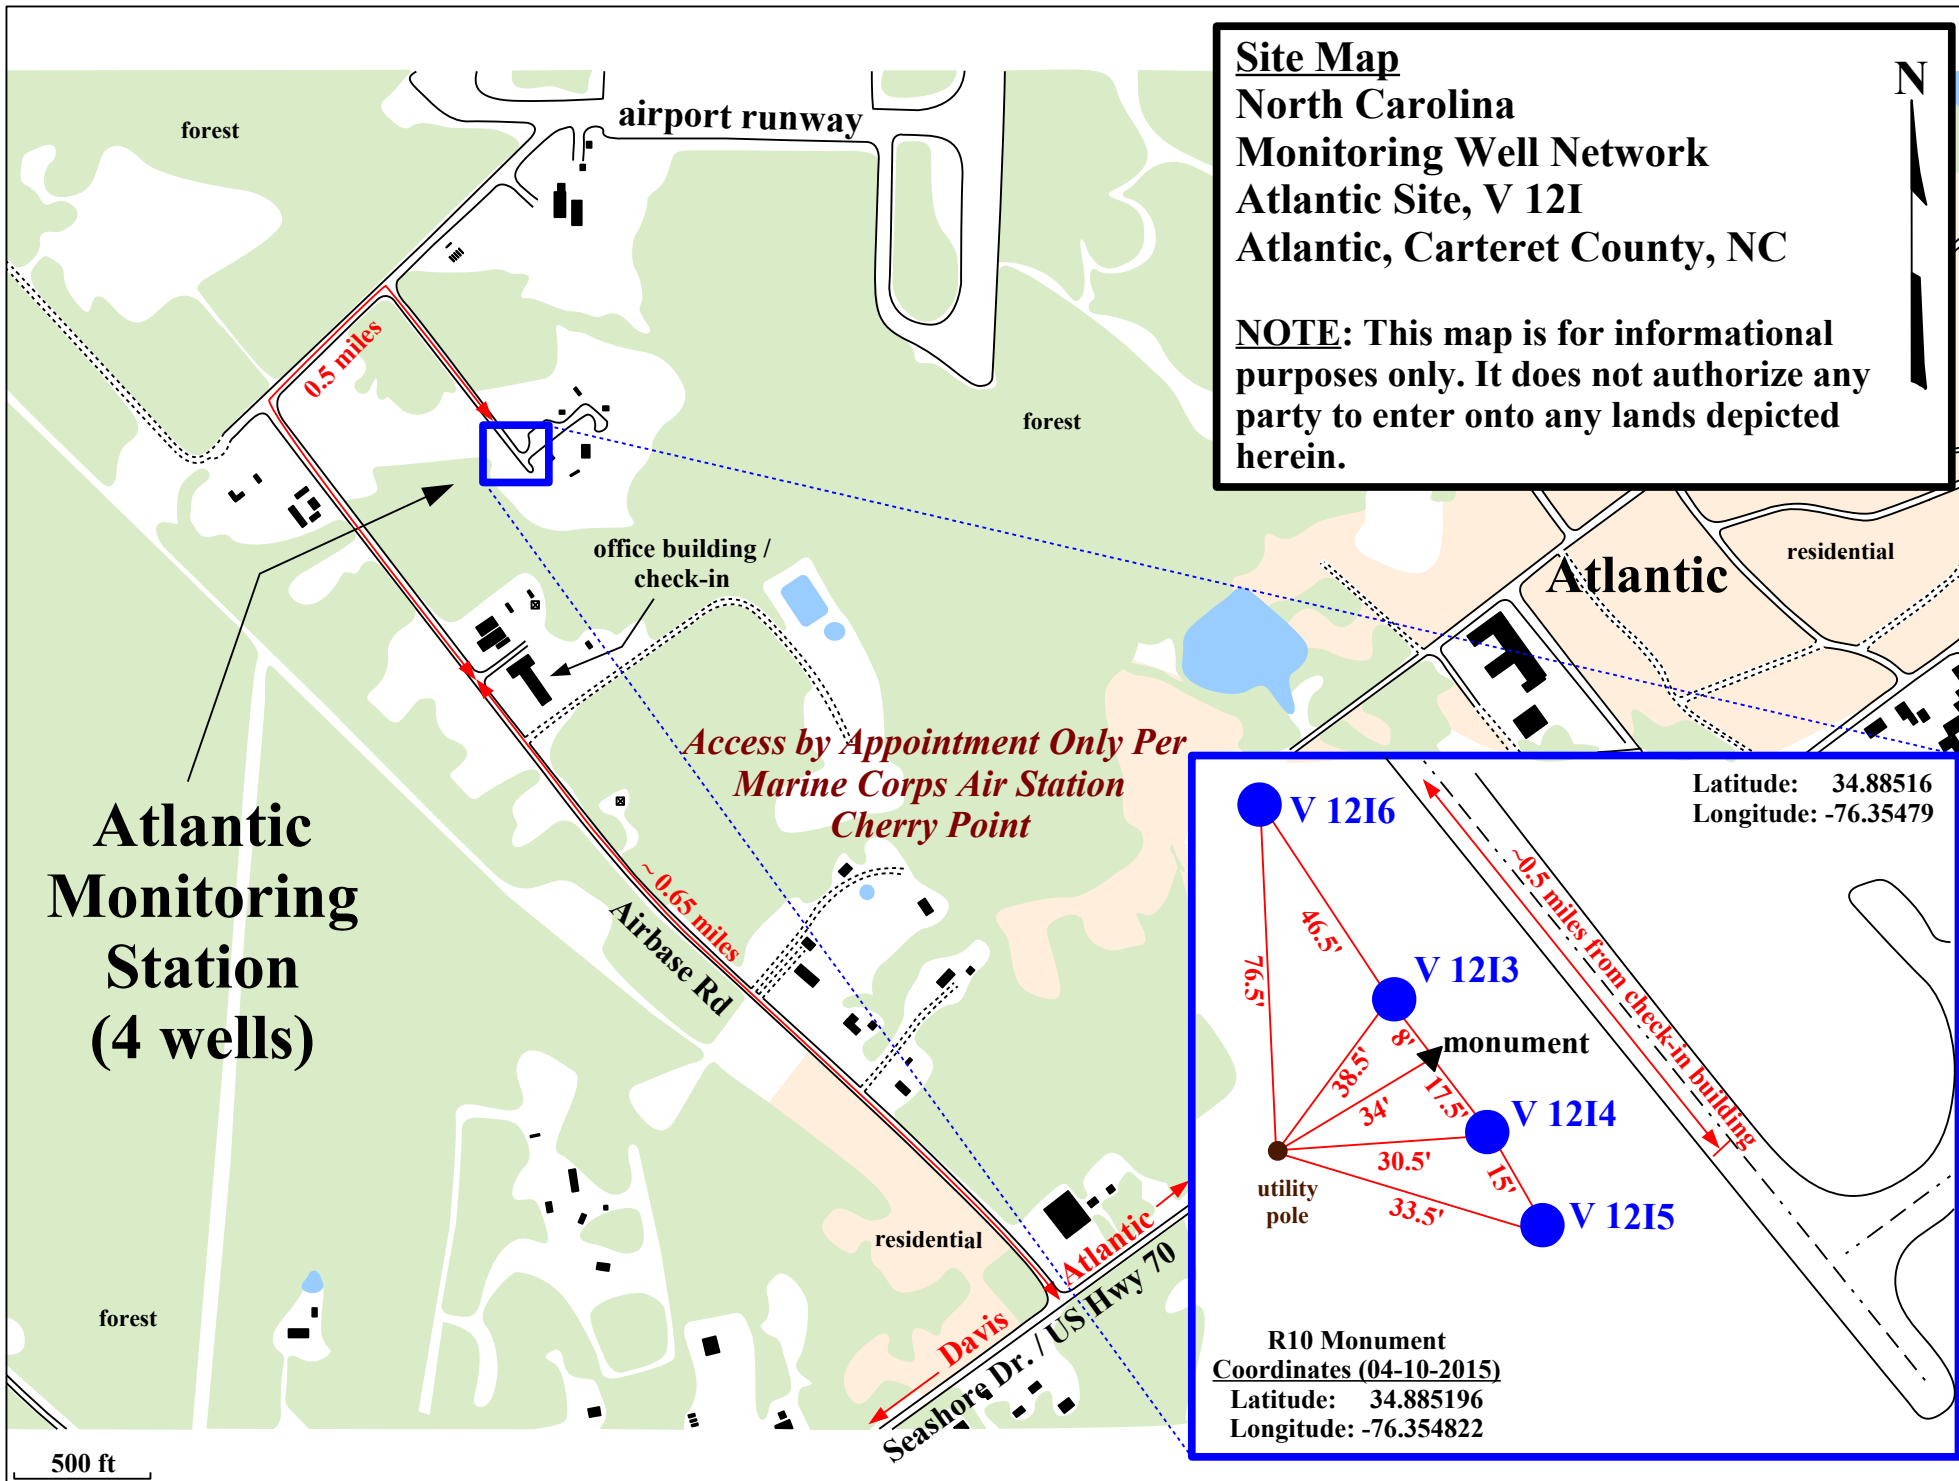 Site Map
North Carolina
Monitoring Well Network
Atlantic Site, V 12I
Atlantic, Carteret County, NC
NOTE: This map is for informational
purposes only. It does not authorize any
party to enter onto any lands depicted
herein.
N
forest
airport runway
0.5 miles
forest
office building /
check-in
Atlantic
residential
Access by Appointment Only Per
Marine Corps Air Station
Cherry Point
Atlantic
Monitoring
Station
(4 wells)
~ 0.65 miles
Airbase Rd
residential
forest
Atlantic
Davis
Seashore Dr. / US Hwy 70
500 ft
Latitude: 34.88516
Longitude: -76.35479
V 12I6
46.5'
76.5'
V 12I3
8'
monument
38.5'
34'
17.5'
V 12I4
30.5'
15'
33.5'
V 12I5
utility
pole
~0.5 miles from check-in building
R10 Monument
Coordinates (04-10-2015)
Latitude: 34.885196
Longitude: -76.354822